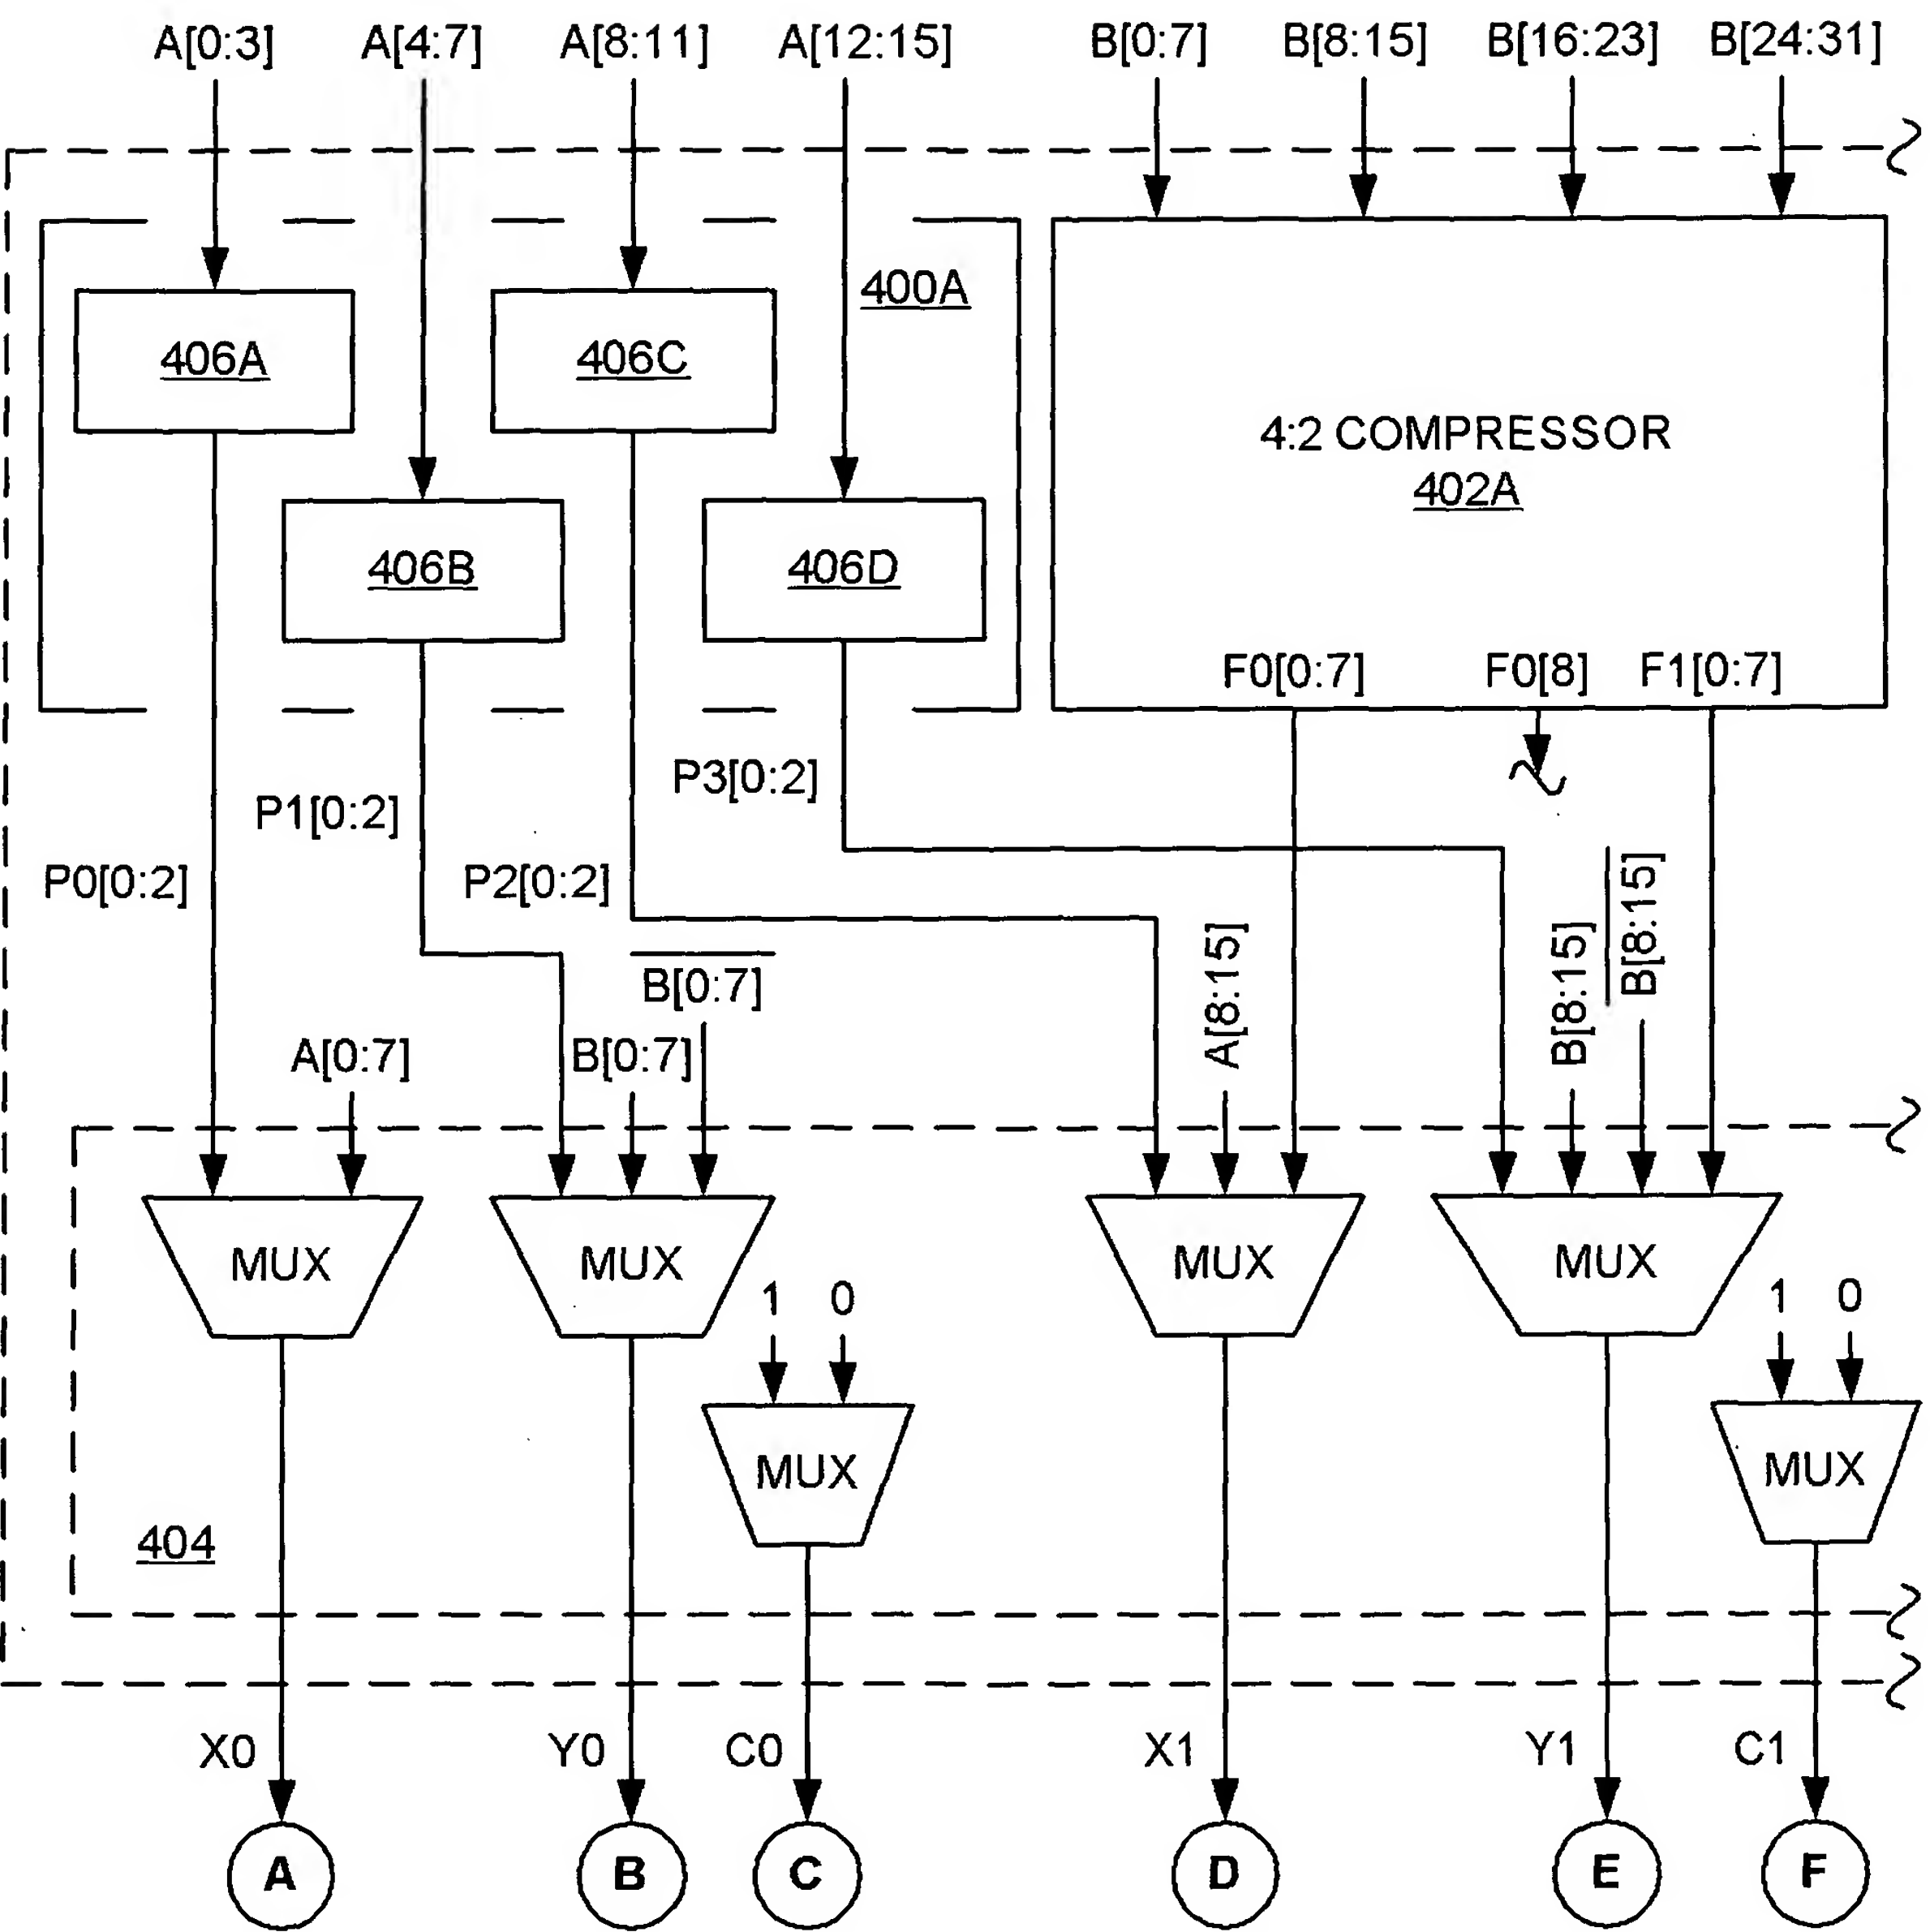 A[0:3] A[4:7] A[8:11] A[12:15] B[0:7] B[8:15] B[16:23] B[24:31]
400A
406A 406C
4:2 COMPRESSOR
402A
406B 406D
F0[0:7] F0[8] F1[0:7]
P3[0:2]
P1[0:2]
P0[0:2] P2[0:2]
B[8:15]
A[8:15] B[8:15]
B[0:7]
A[0:7] B[0:7]
MUX MUX MUX MUX
1 0 1 0
MUX MUX
404
X0 Y0 C0 X1 Y1 C1
A B C D E F